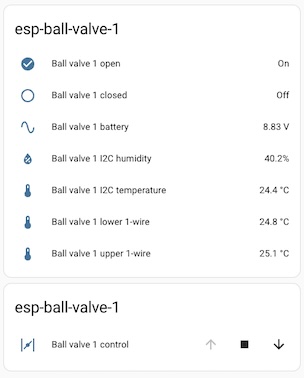 esp-ball-valve-1
Ball valve 1 open On
Ball valve 1 closed Off
Ball valve 1 battery 8.83 V
Ball valve 1 I2C humidity 40.2%
Ball valve 1 I2C temperature 24.4 °C
Ball valve 1 lower 1-wire 24.8 °C
Ball valve 1 upper 1-wire 25.1 °C
esp-ball-valve-1
Ball valve 1 control